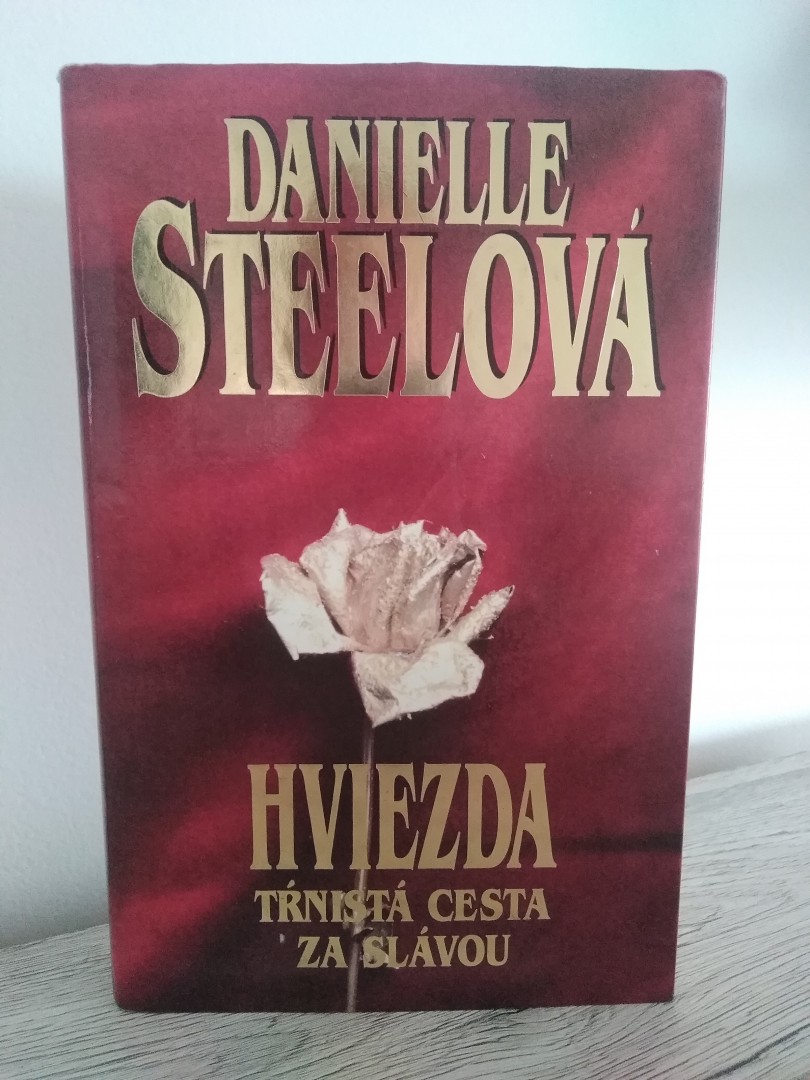 DANIELLE
STEELOVÁ
HVIEZDA
TŔNISTÁ CESTA
ZA SLÁVOU